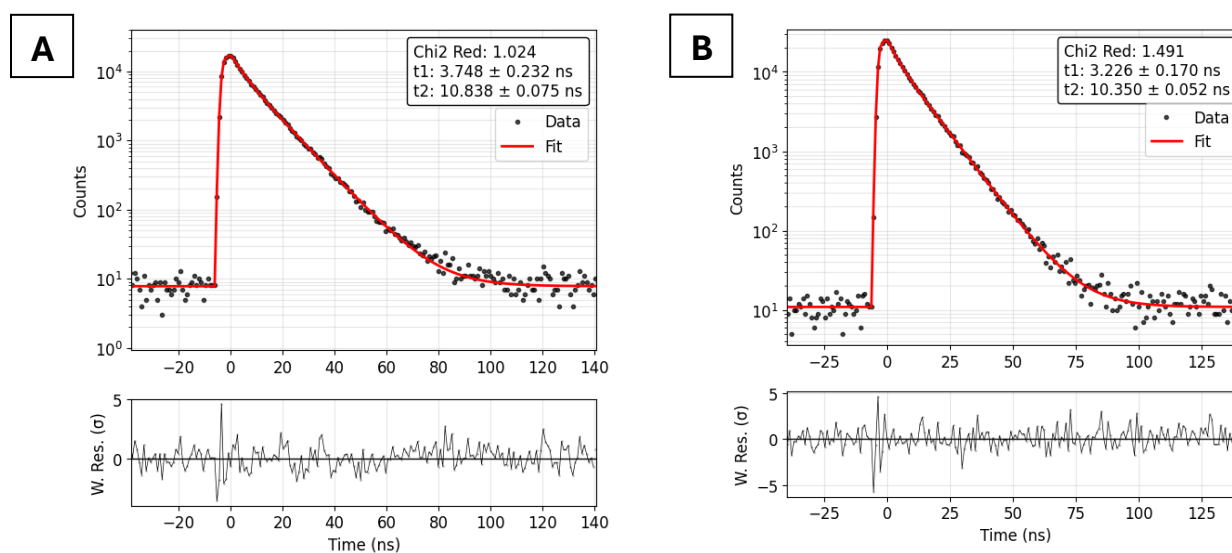 A
Chi2 Red: 1.024
t1: 3.748 ± 0.232 ns
t2: 10.838 ± 0.075 ns
Data
Fit
10⁴
10³
10²
10¹
10⁰
Counts
−20 0 20 40 60 80 100 120 140
5
0
W. Res. (σ)
−20 0 20 40 60 80 100 120 140
Time (ns)
B
Chi2 Red: 1.491
t1: 3.226 ± 0.170 ns
t2: 10.350 ± 0.052 ns
Data
Fit
10⁴
10³
10²
10¹
Counts
−25 0 25 50 75 100 125
5
0
−5
W. Res. (σ)
−25 0 25 50 75 100 125
Time (ns)